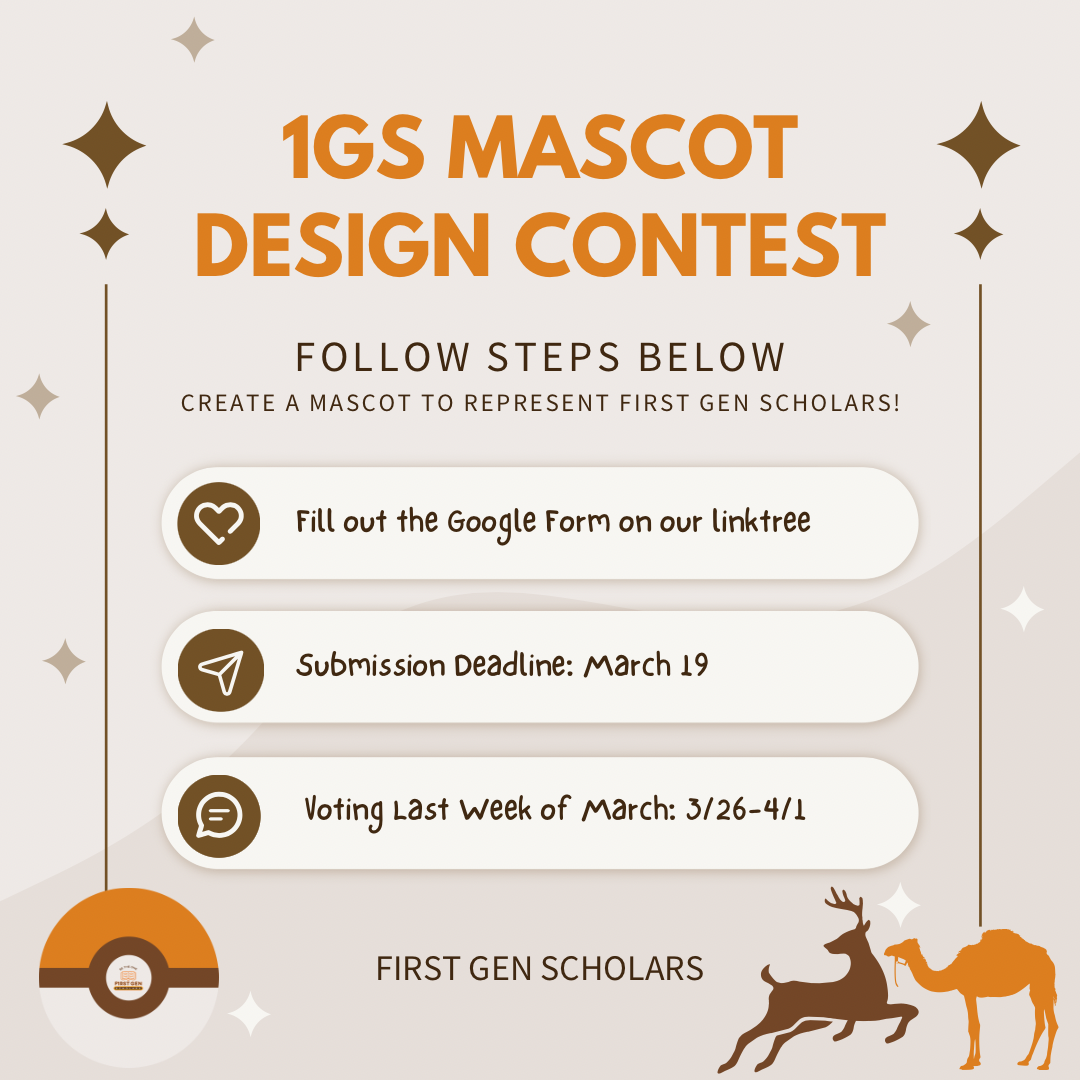 1GS MASCOT
DESIGN CONTEST
FOLLOW STEPS BELOW
CREATE A MASCOT TO REPRESENT FIRST GEN SCHOLARS!
Fill out the Google Form on our linktree
Submission Deadline: March 19
Voting Last Week of March: 3/26-4/1
FIRST GEN
FIRST GEN SCHOLARS